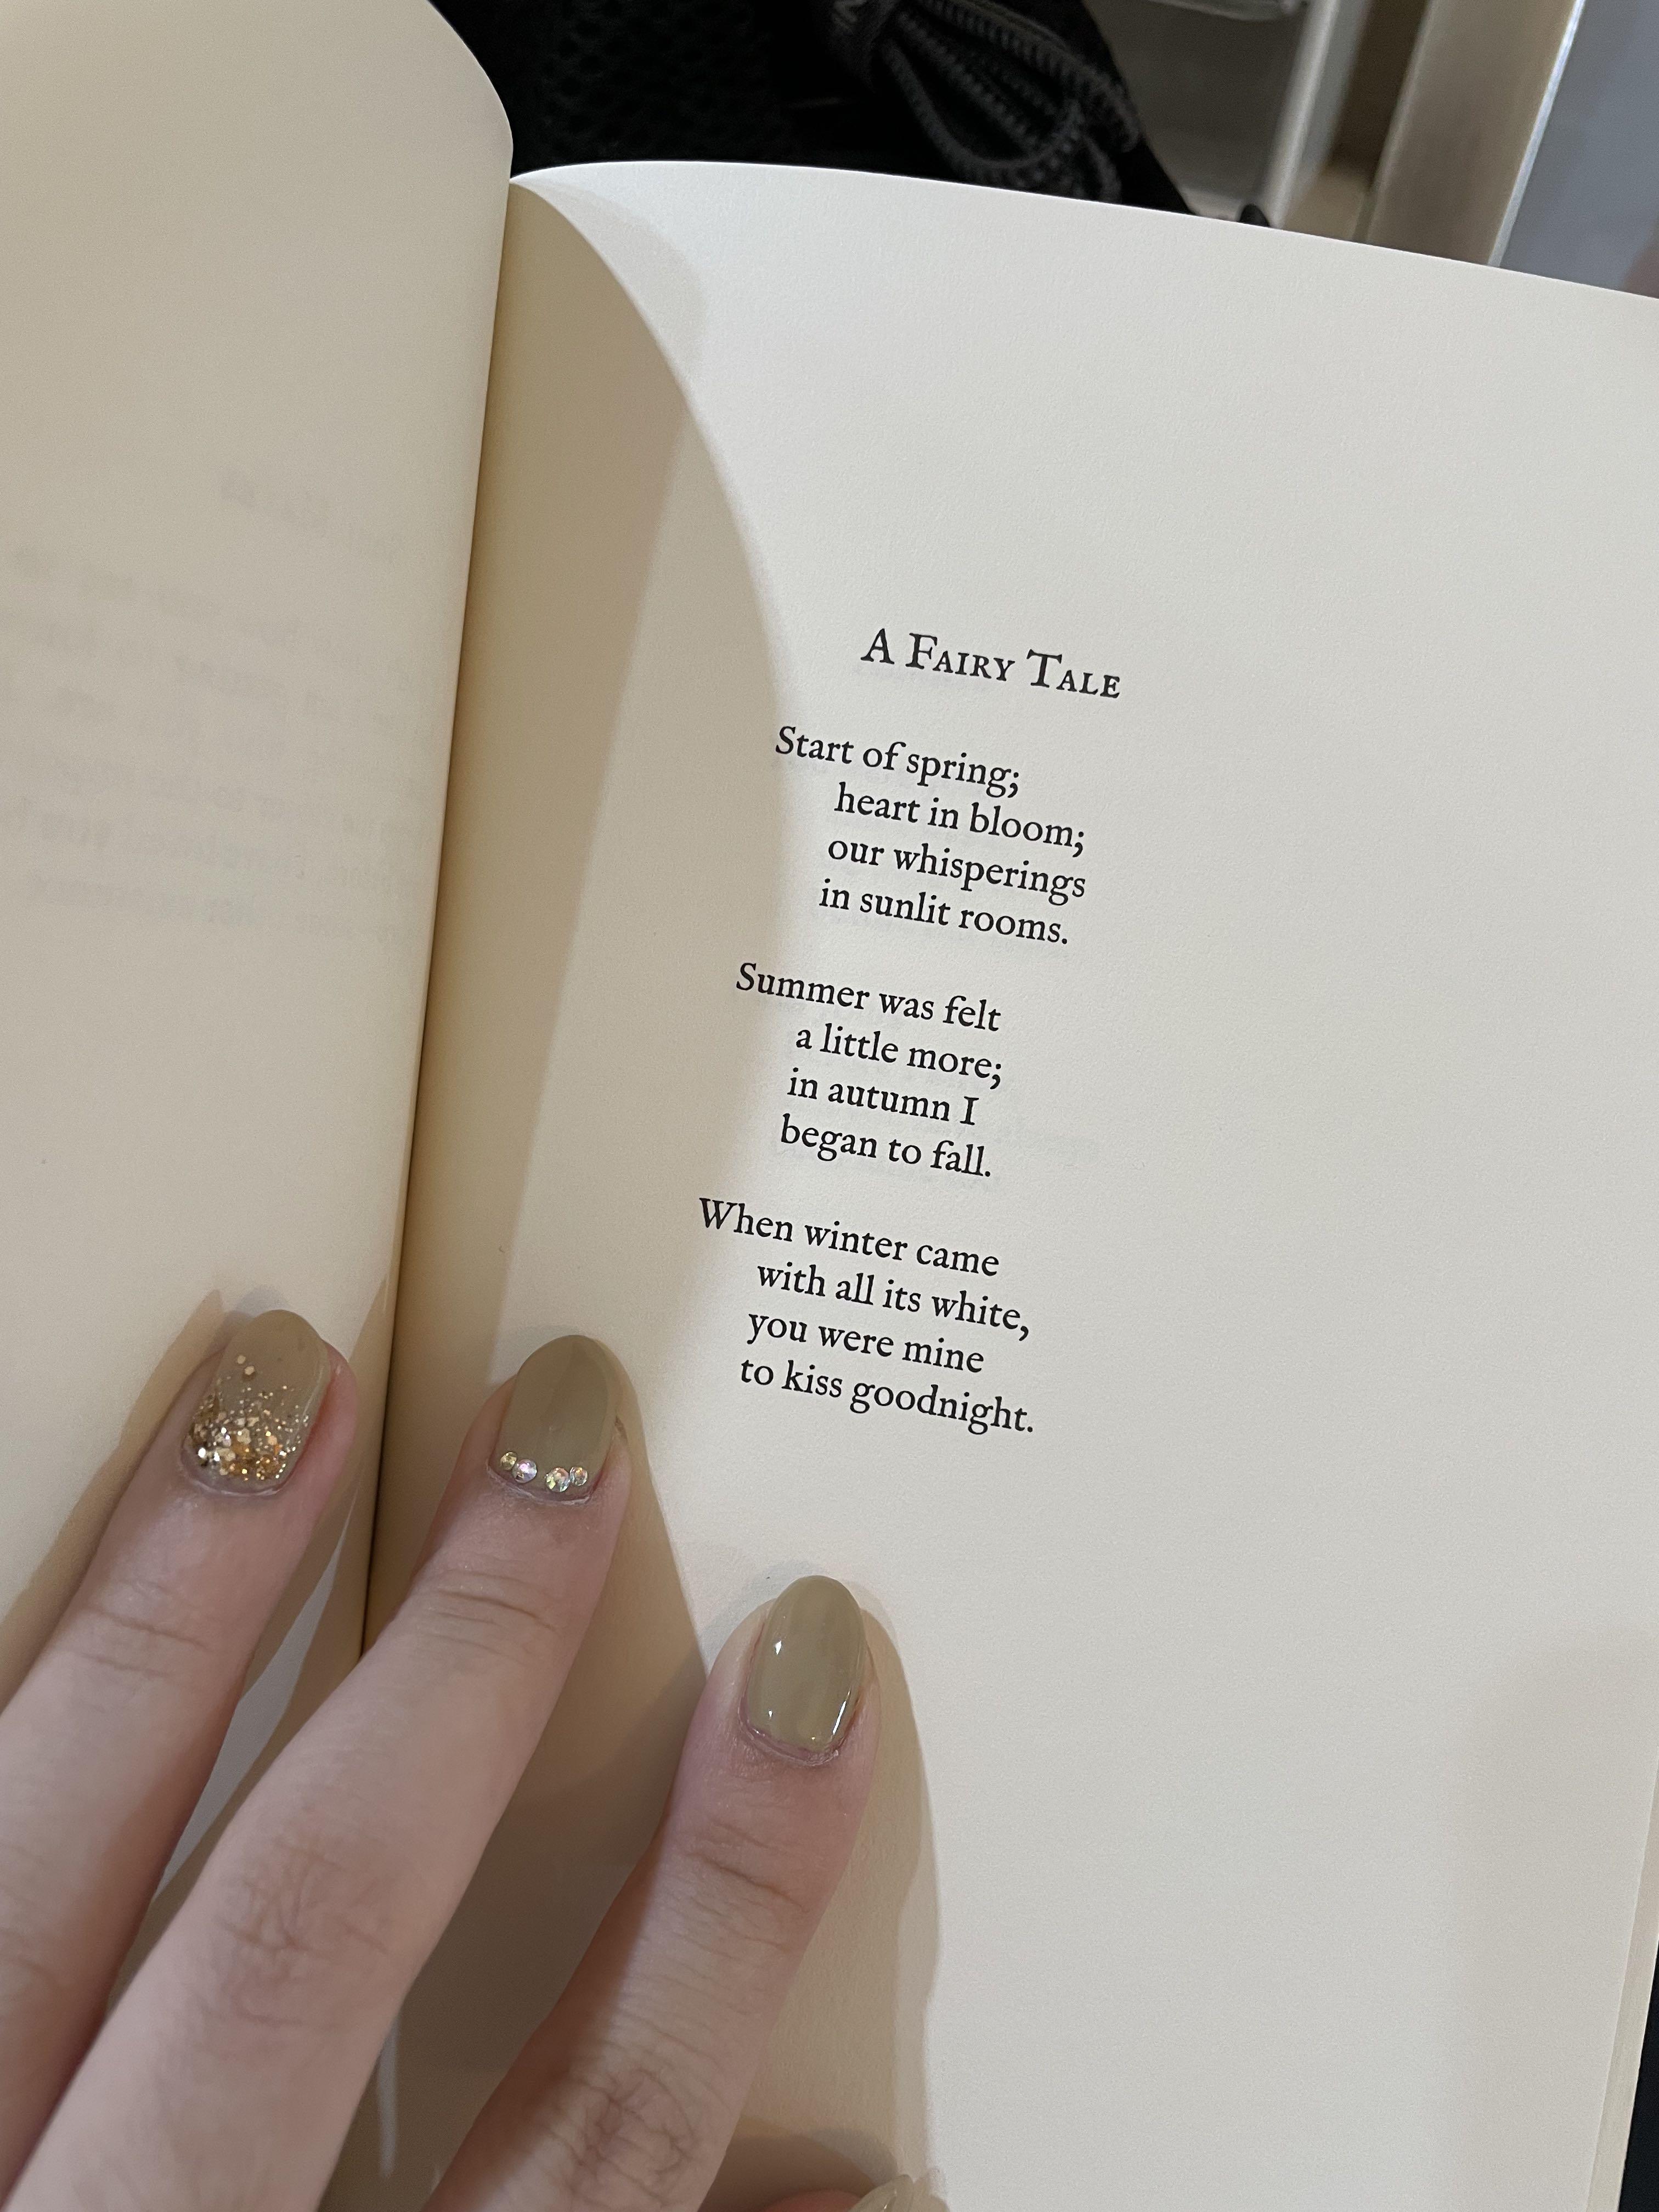 A FAIRY TALE
Start of spring;
heart in bloom;
our whisperings
in sunlit rooms.
Summer was felt
a little more;
in autumn I
began to fall.
When winter came
with all its white,
you were mine
to kiss goodnight.